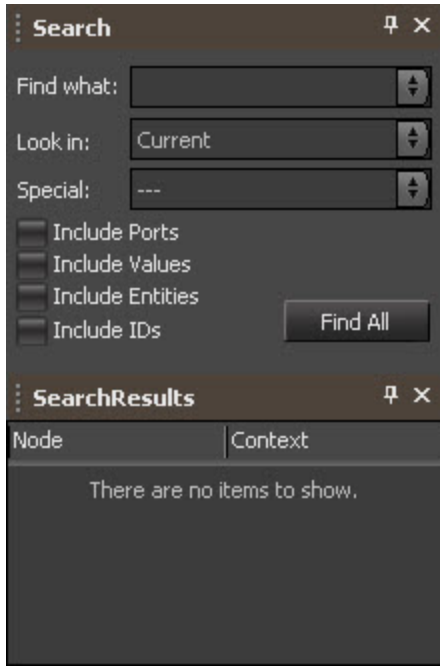 Search
Find what:
Look in: Current
Special: ---
Include Ports
Include Values
Include Entities
Include IDs
Find All
SearchResults
Node Context
There are no items to show.